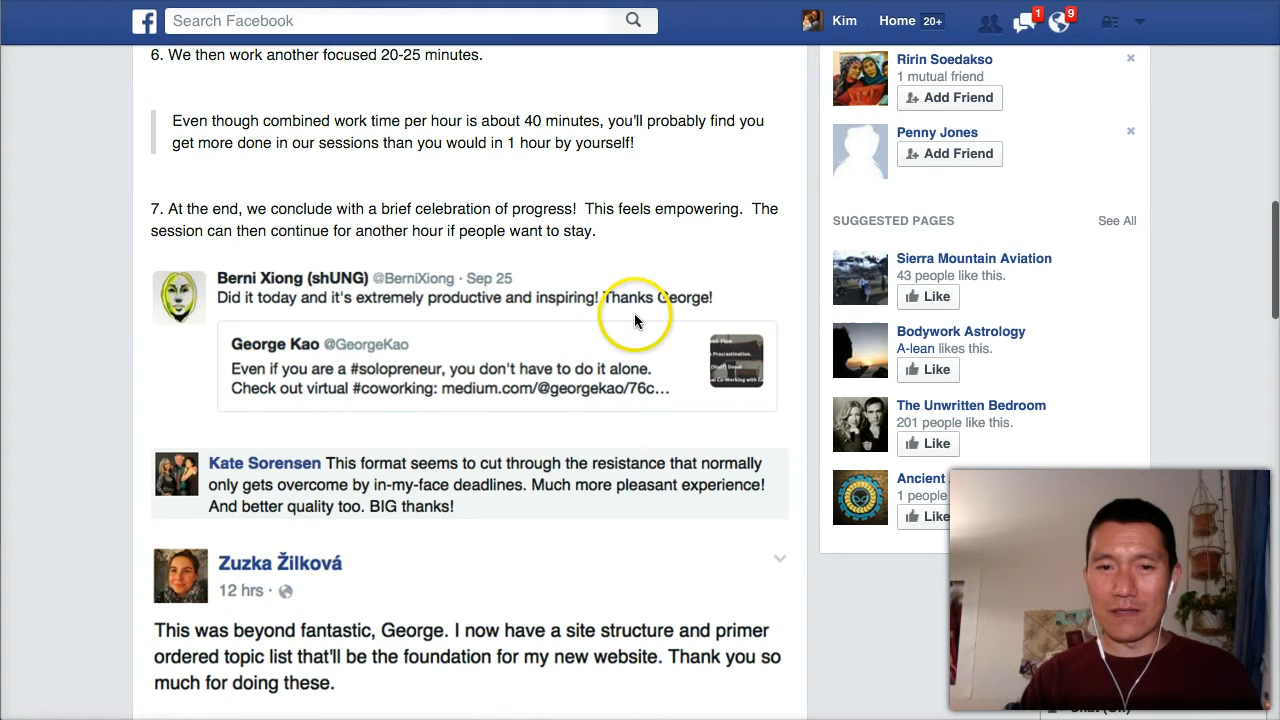 Search Facebook
Kim
Home 20+
1
9
6. We then work another focused 20-25 minutes.
Even though combined work time per hour is about 40 minutes, you'll probably find you
get more done in our sessions than you would in 1 hour by yourself!
7. At the end, we conclude with a brief celebration of progress! This feels empowering. The
session can then continue for another hour if people want to stay.
Berni Xiong (shUNG) @BerniXiong · Sep 25
Did it today and it's extremely productive and inspiring! Thanks George!
George Kao @GeorgeKao
Even if you are a #solopreneur, you don't have to do it alone.
Check out virtual #coworking: medium.com/@georgekao/76c...
Procrastination.
Kate Sorensen This format seems to cut through the resistance that normally
only gets overcome by in-my-face deadlines. Much more pleasant experience!
And better quality too. BIG thanks!
Zuzka Žilková
12 hrs ·
This was beyond fantastic, George. I now have a site structure and primer
ordered topic list that'll be the foundation for my new website. Thank you so
much for doing these.
Ririn Soedakso
1 mutual friend
Add Friend
Penny Jones
Add Friend
SUGGESTED PAGES See All
Sierra Mountain Aviation
43 people like this.
Like
Bodywork Astrology
A-lean likes this.
Like
The Unwritten Bedroom
201 people like this.
Like
Ancient
1 people
Like